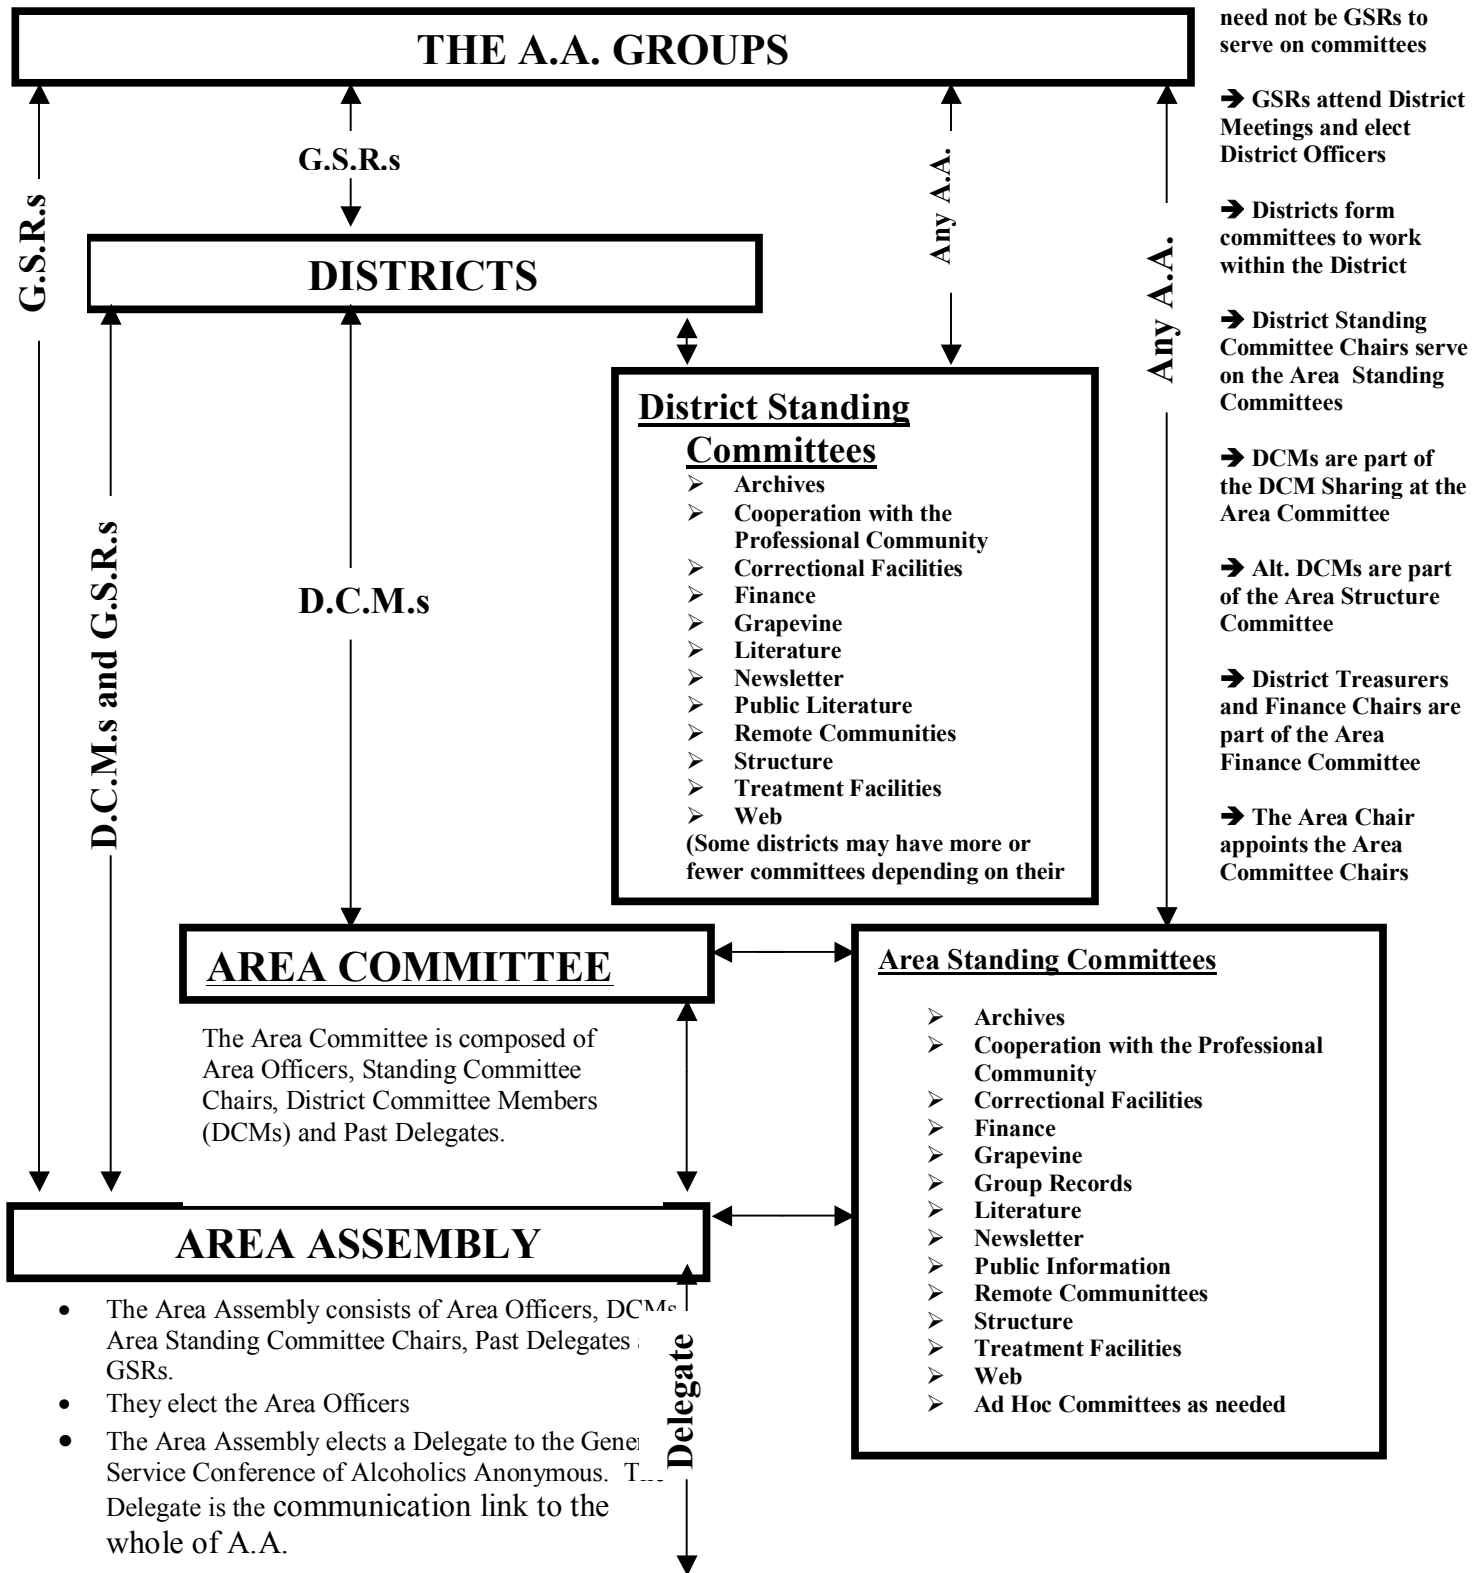 THE A.A. GROUPS
need not be GSRs to
serve on committees
➔ GSRs attend District
Meetings and elect
District Officers
➔ Districts form
committees to work
within the District
➔ District Standing
Committee Chairs serve
on the Area Standing
Committees
➔ DCMs are part of
the DCM Sharing at the
Area Committee
➔ Alt. DCMs are part
of the Area Structure
Committee
➔ District Treasurers
and Finance Chairs are
part of the Area
Finance Committee
➔ The Area Chair
appoints the Area
Committee Chairs
G.S.R.s
G.S.R.s
Any A.A.
Any A.A.
DISTRICTS
D.C.M.s and G.S.R.s
D.C.M.s
District Standing
Committees
➢ Archives
➢ Cooperation with the
Professional Community
➢ Correctional Facilities
➢ Finance
➢ Grapevine
➢ Literature
➢ Newsletter
➢ Public Literature
➢ Remote Communities
➢ Structure
➢ Treatment Facilities
➢ Web
(Some districts may have more or
fewer committees depending on their
AREA COMMITTEE
The Area Committee is composed of
Area Officers, Standing Committee
Chairs, District Committee Members
(DCMs) and Past Delegates.
Area Standing Committees
➢ Archives
➢ Cooperation with the Professional
Community
➢ Correctional Facilities
➢ Finance
➢ Grapevine
➢ Group Records
➢ Literature
➢ Newsletter
➢ Public Information
➢ Remote Communittees
➢ Structure
➢ Treatment Facilities
➢ Web
➢ Ad Hoc Committees as needed
AREA ASSEMBLY
• The Area Assembly consists of Area Officers, DCMs
Area Standing Committee Chairs, Past Delegates
GSRs.
• They elect the Area Officers
• The Area Assembly elects a Delegate to the Gener
Service Conference of Alcoholics Anonymous. The
Delegate is the communication link to the
whole of A.A.
Delegate